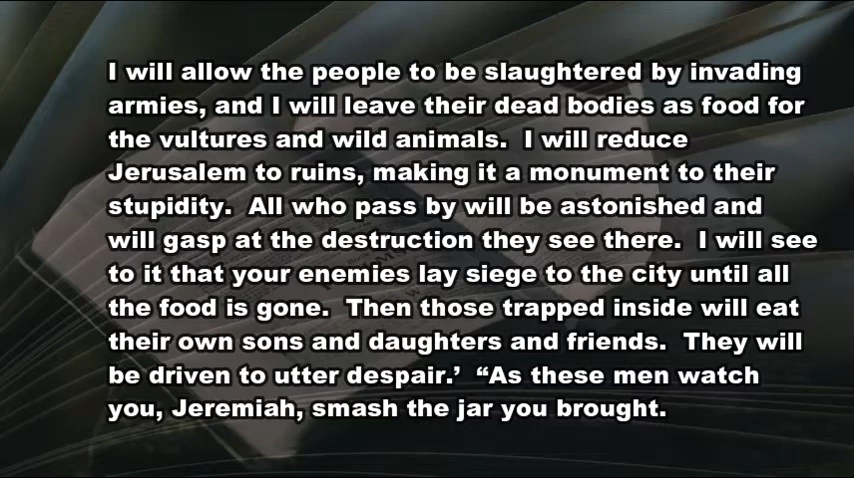 I will allow the people to be slaughtered by invading
armies, and I will leave their dead bodies as food for
the vultures and wild animals.  I will reduce
Jerusalem to ruins, making it a monument to their
stupidity.  All who pass by will be astonished and
will gasp at the destruction they see there.  I will see
to it that your enemies lay siege to the city until all
the food is gone.  Then those trapped inside will eat
their own sons and daughters and friends.  They will
be driven to utter despair.’  “As these men watch
you, Jeremiah, smash the jar you brought.